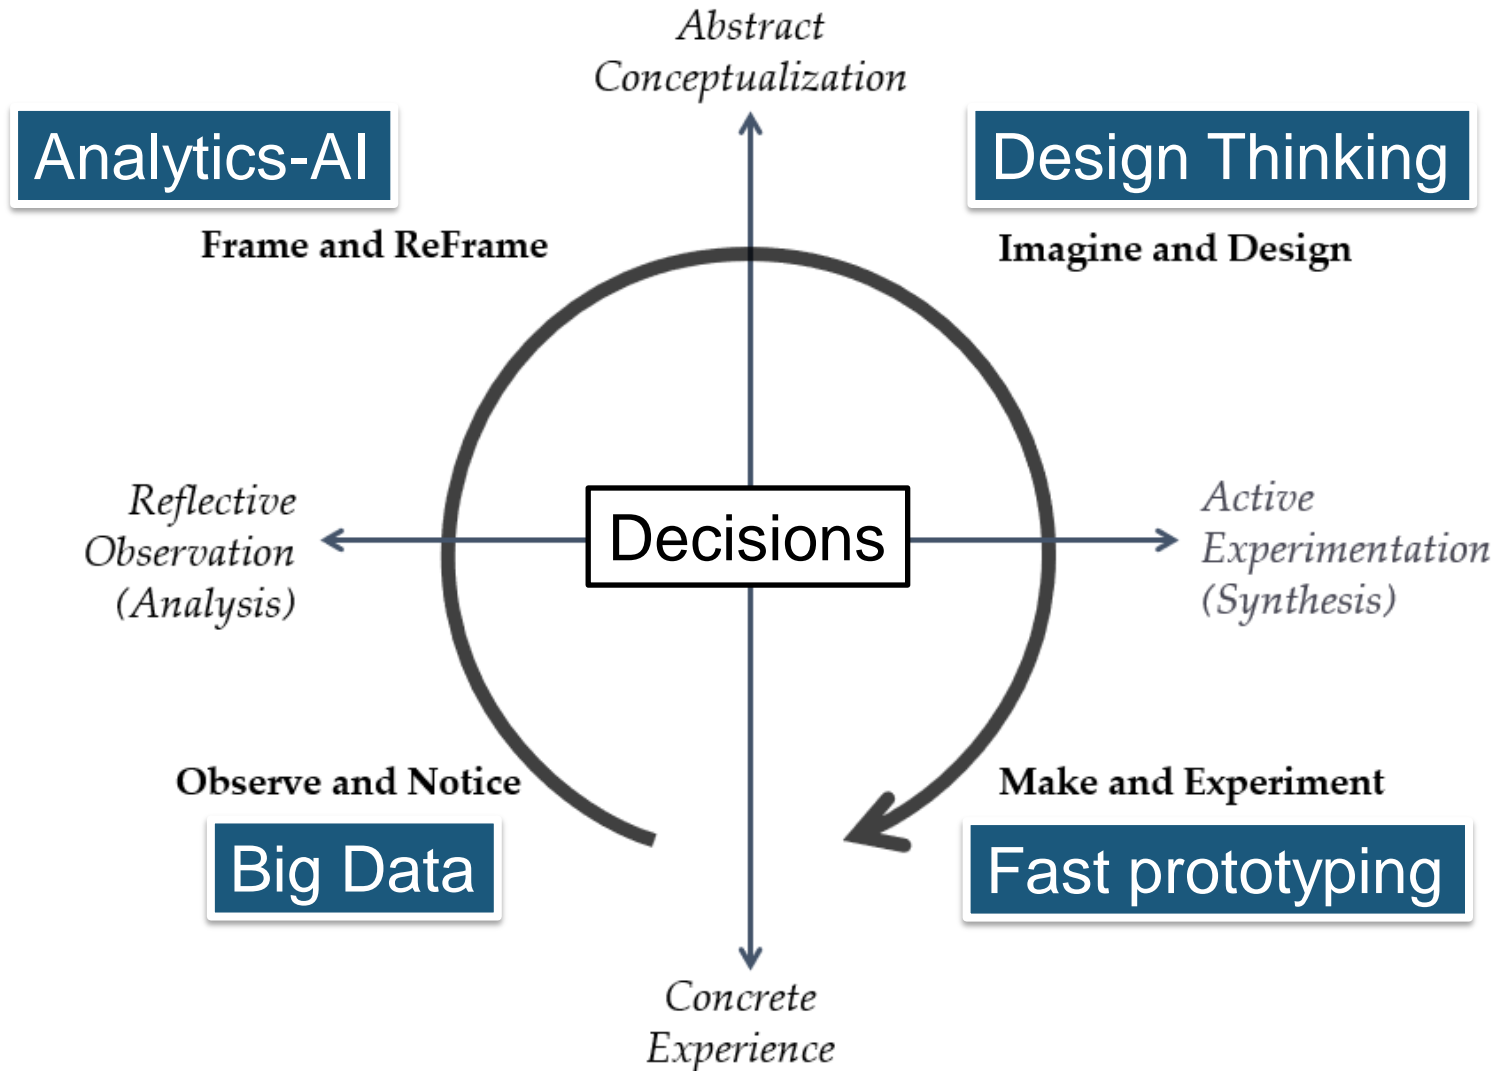 Abstract
Conceptualization
Analytics-AI
Design Thinking
Frame and ReFrame
Imagine and Design
Reflective
Observation
(Analysis)
Decisions
Active
Experimentation
(Synthesis)
Observe and Notice
Make and Experiment
Big Data
Fast prototyping
Concrete
Experience